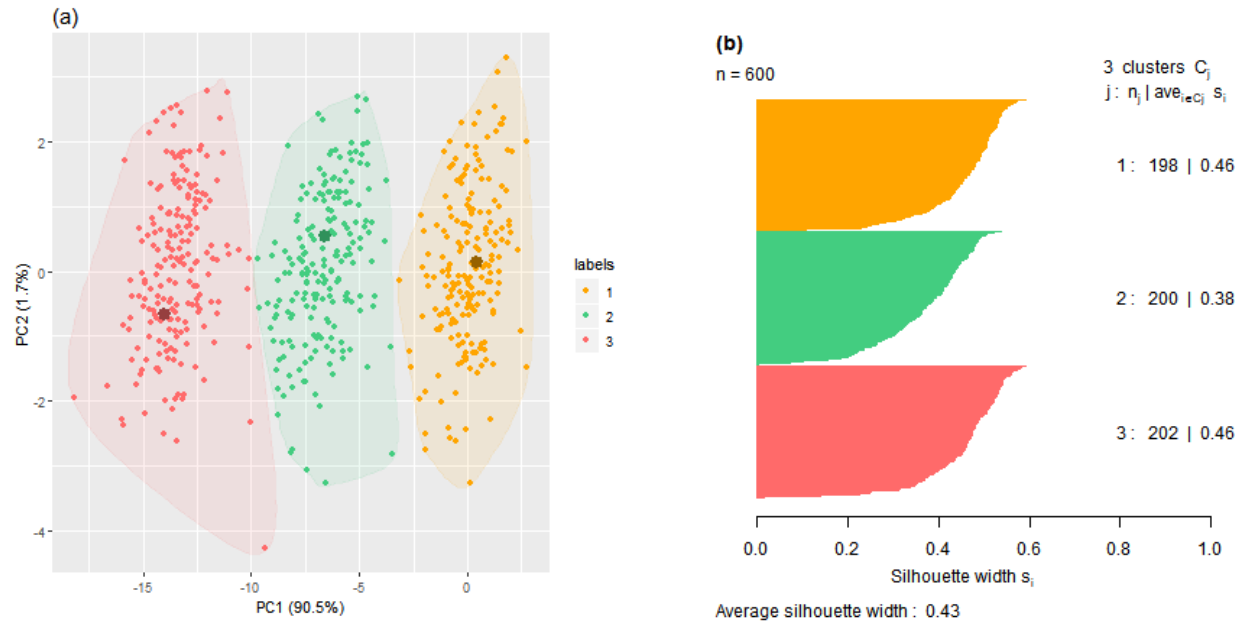 (a)
2
0
-2
-4
PC2 (1.7%)
-15 -10 -5 0
PC1 (90.5%)
labels
1
2
3
(b)
n = 600
3 clusters Cj
j : nj | avei∈Cj si
1 : 198 | 0.46
2 : 200 | 0.38
3 : 202 | 0.46
0.0 0.2 0.4 0.6 0.8 1.0
Silhouette width si
Average silhouette width : 0.43